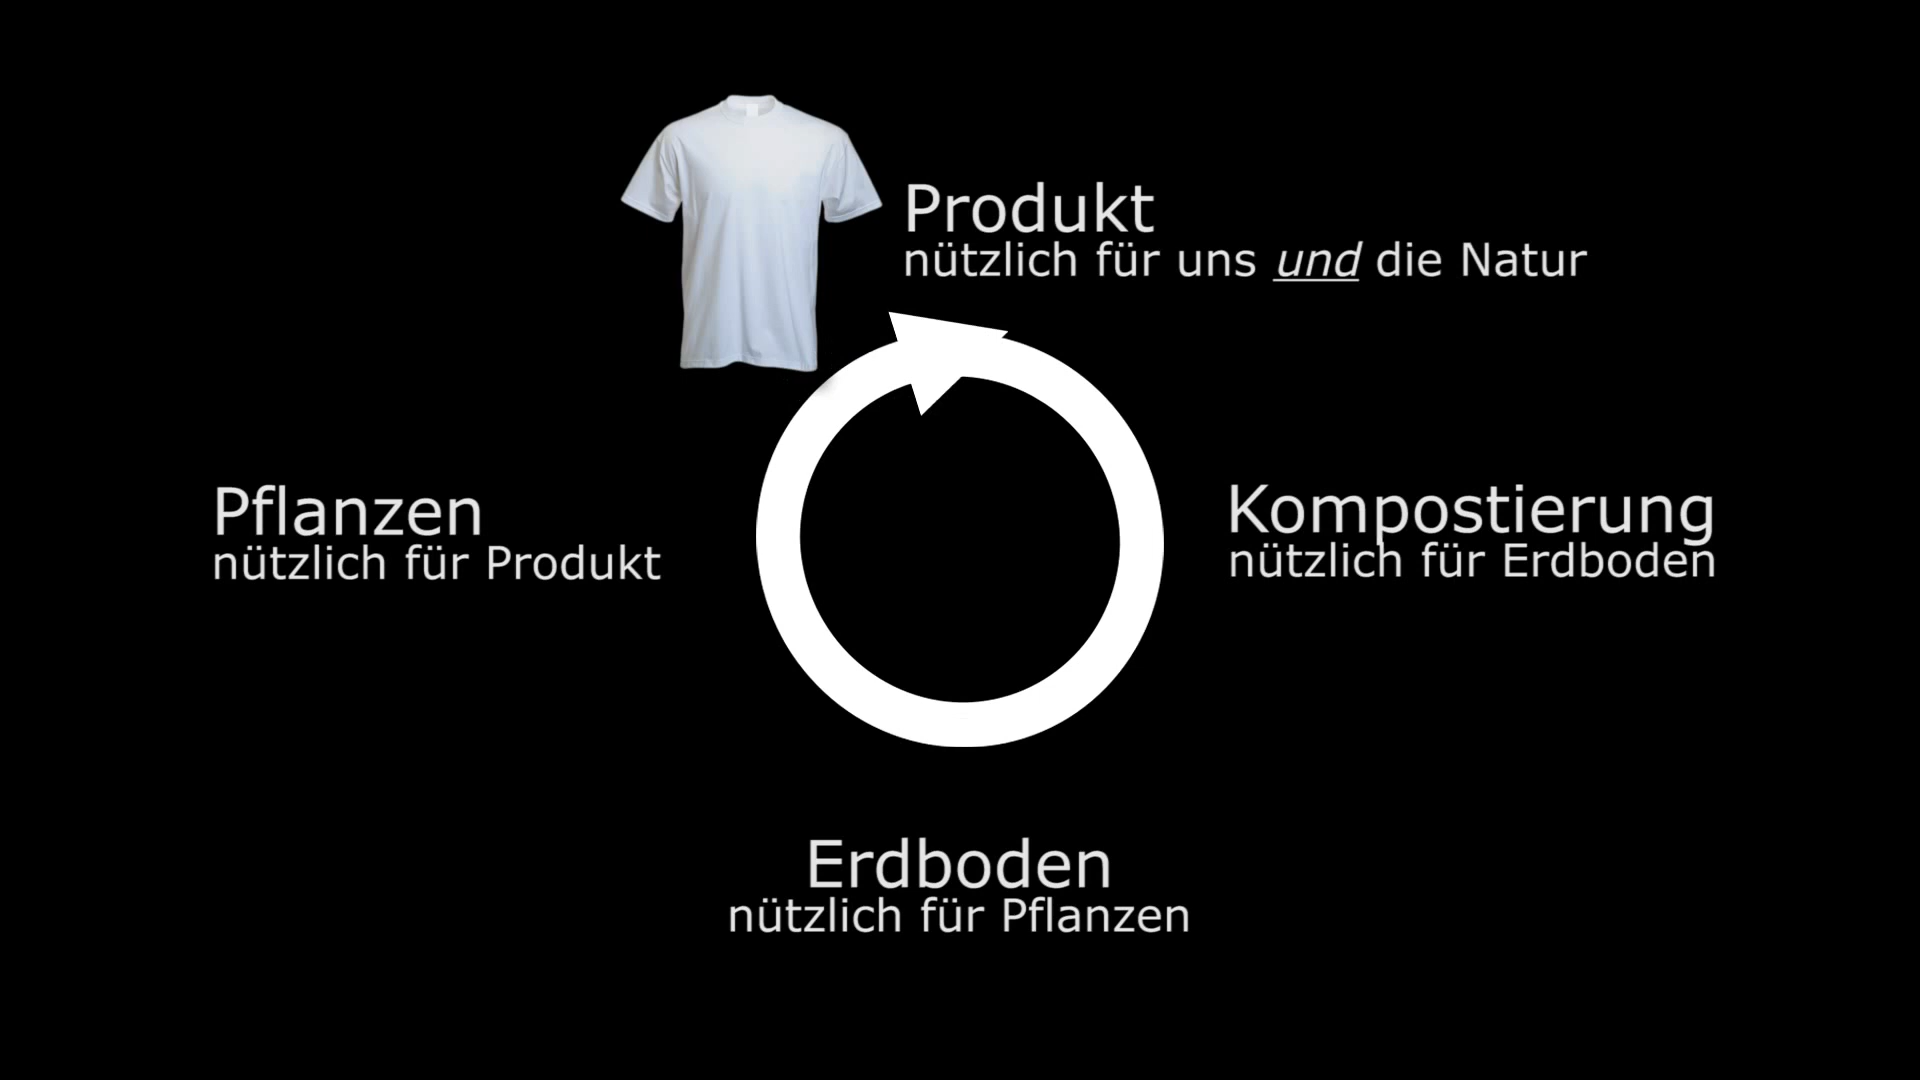 Produkt
nützlich für uns und die Natur
Pflanzen
nützlich für Produkt
Kompostierung
nützlich für Erdboden
Erdboden
nützlich für Pflanzen